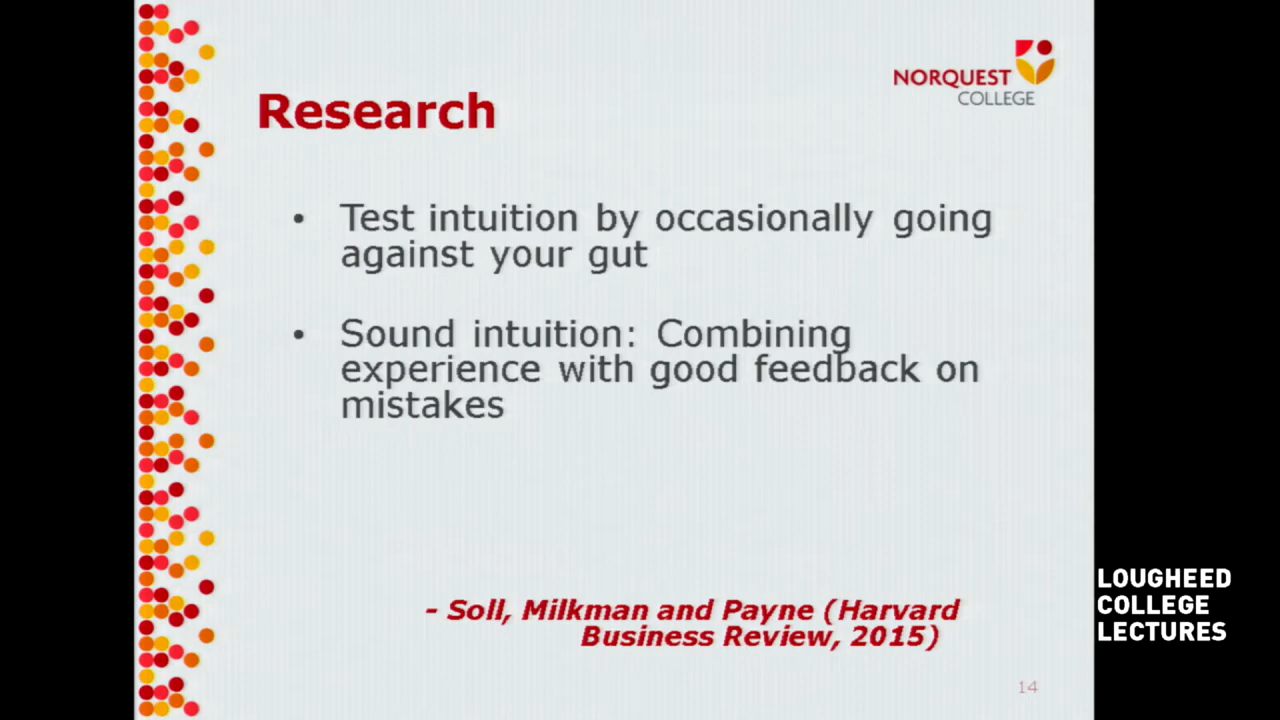 NORQUEST
COLLEGE
Research
• Test intuition by occasionally going
against your gut
• Sound intuition: Combining
experience with good feedback on
mistakes
- Soll, Milkman and Payne (Harvard
Business Review, 2015)
14
LOUGHEED
COLLEGE
LECTURES